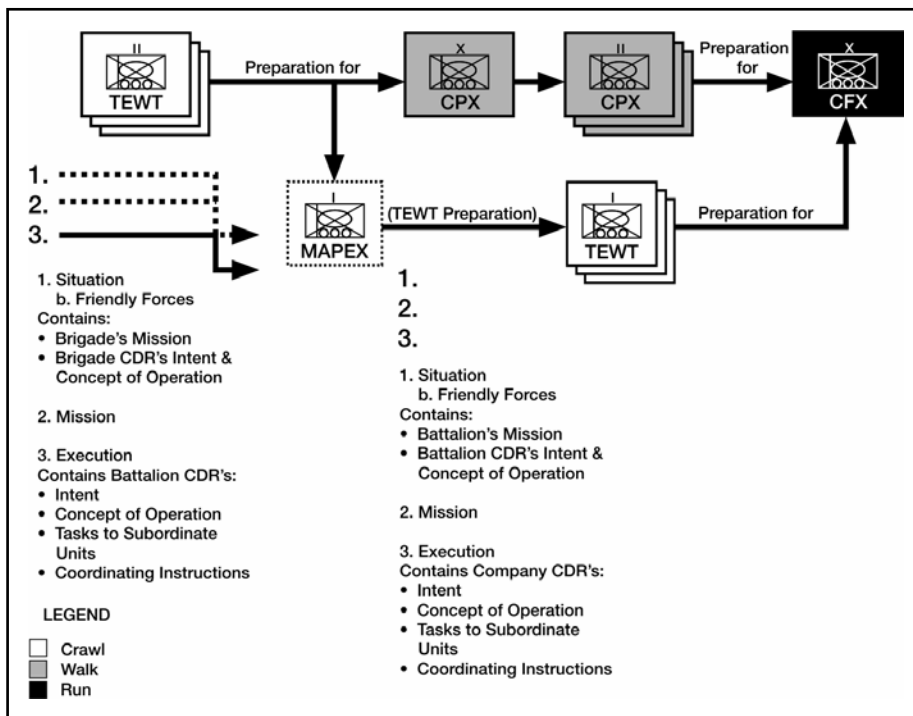 II
TEWT
Preparation for
X
CPX
II
CPX
Preparation
for
X
CFX
1.
2.
3.
I
MAPEX
(TEWT Preparation)
I
TEWT
Preparation for
1. Situation
b. Friendly Forces
Contains:
• Brigade's Mission
• Brigade CDR's Intent &
Concept of Operation
2. Mission
3. Execution
Contains Battalion CDR's:
• Intent
• Concept of Operation
• Tasks to Subordinate
Units
• Coordinating Instructions
LEGEND
Crawl
Walk
Run
1.
2.
3.
1. Situation
b. Friendly Forces
Contains:
• Battalion's Mission
• Battalion CDR's Intent &
Concept of Operation
2. Mission
3. Execution
Contains Company CDR's:
• Intent
• Concept of Operation
• Tasks to Subordinate
Units
• Coordinating Instructions